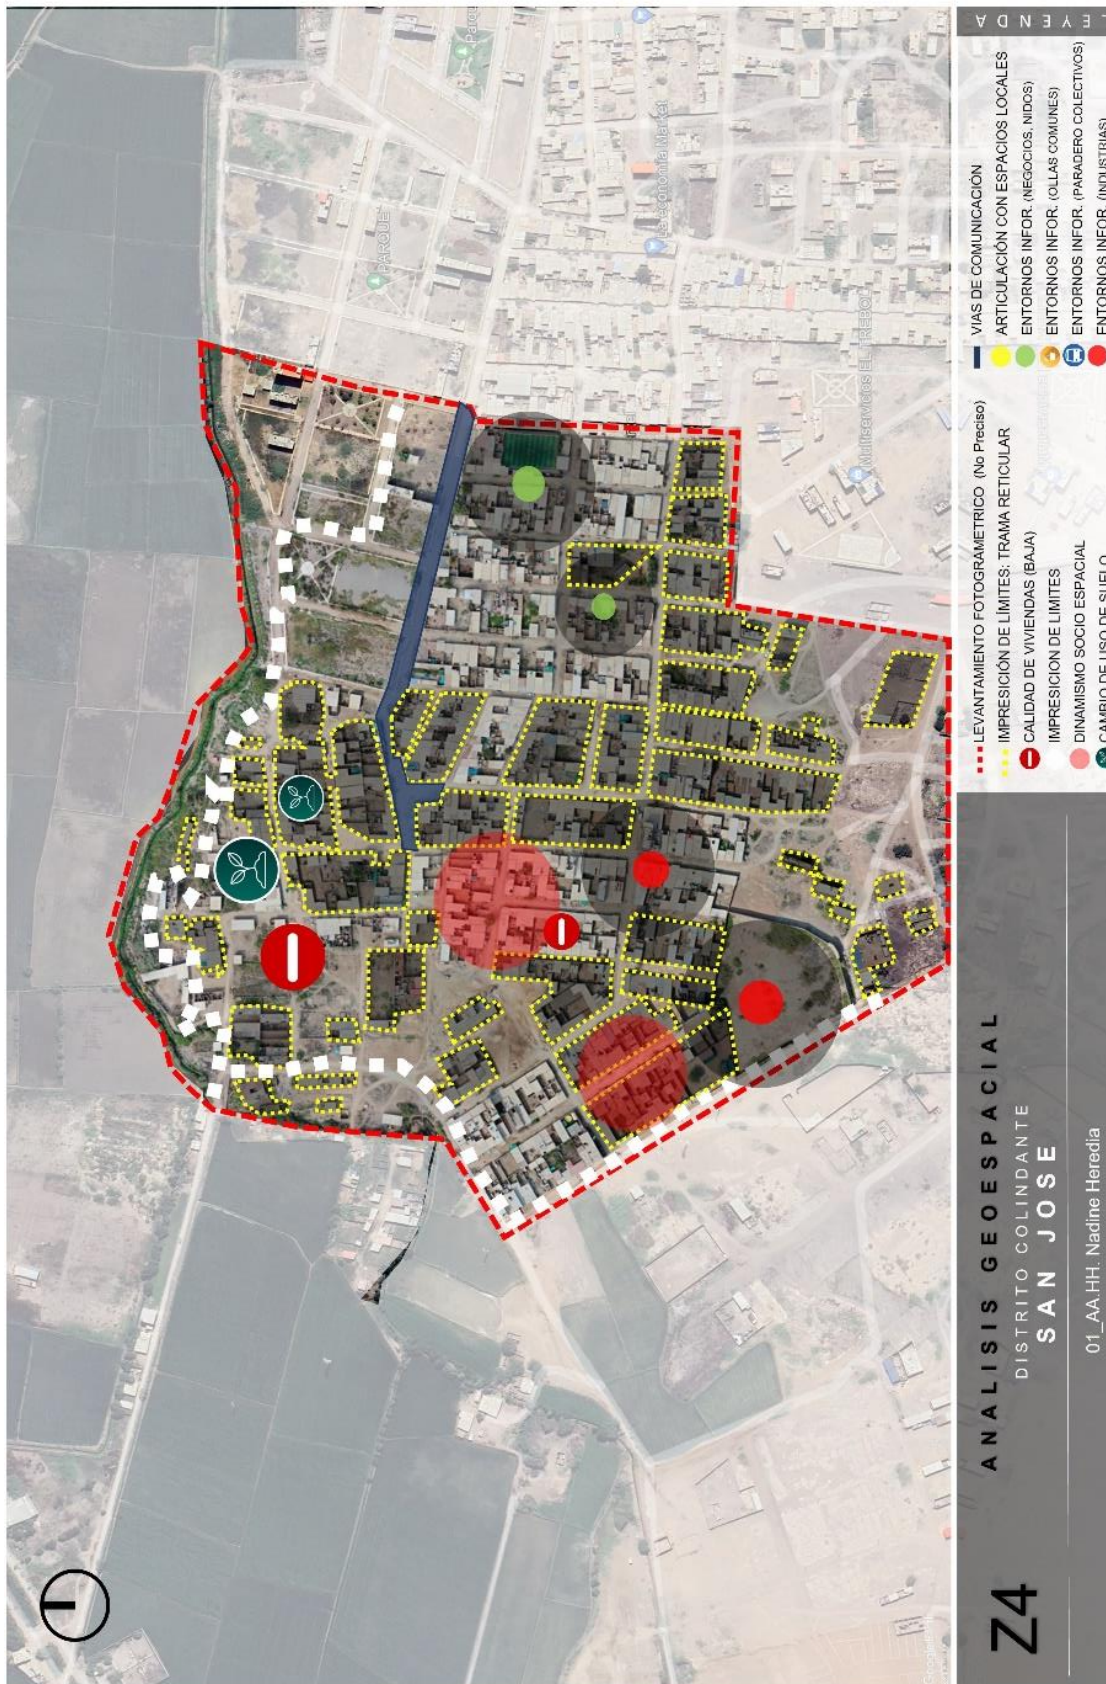 LEYENDA
LEVANTAMIENTO FOTOGRAMETRICO (No Preciso)
IMPRESICIÓN DE LÍMITES: TRAMA RETICULAR
CALIDAD DE VIVIENDAS (BAJA)
IMPRESICION DE LIMITES
DINAMISMO SOCIO ESPACIAL
CAMBIO DE USO DE SUELO
VIAS DE COMUNICACIÓN
ARTICULACIÓN CON ESPACIOS LOCALES
ENTORNOS INFOR. (NEGOCIOS, NIDOS)
ENTORNOS INFOR. (OLLAS COMUNES)
ENTORNOS INFOR. (PARADERO COLECTIVOS)
ENTORNOS INFOR. (INDUSTRIAS)
Z4
ANALISIS GEOESPACIAL
DISTRITO COLINDANTE
SAN JOSE
01_AA.HH. Nadine Heredia
Parque
PARQUE
La economía Market
Multiservicios EL TREBOL